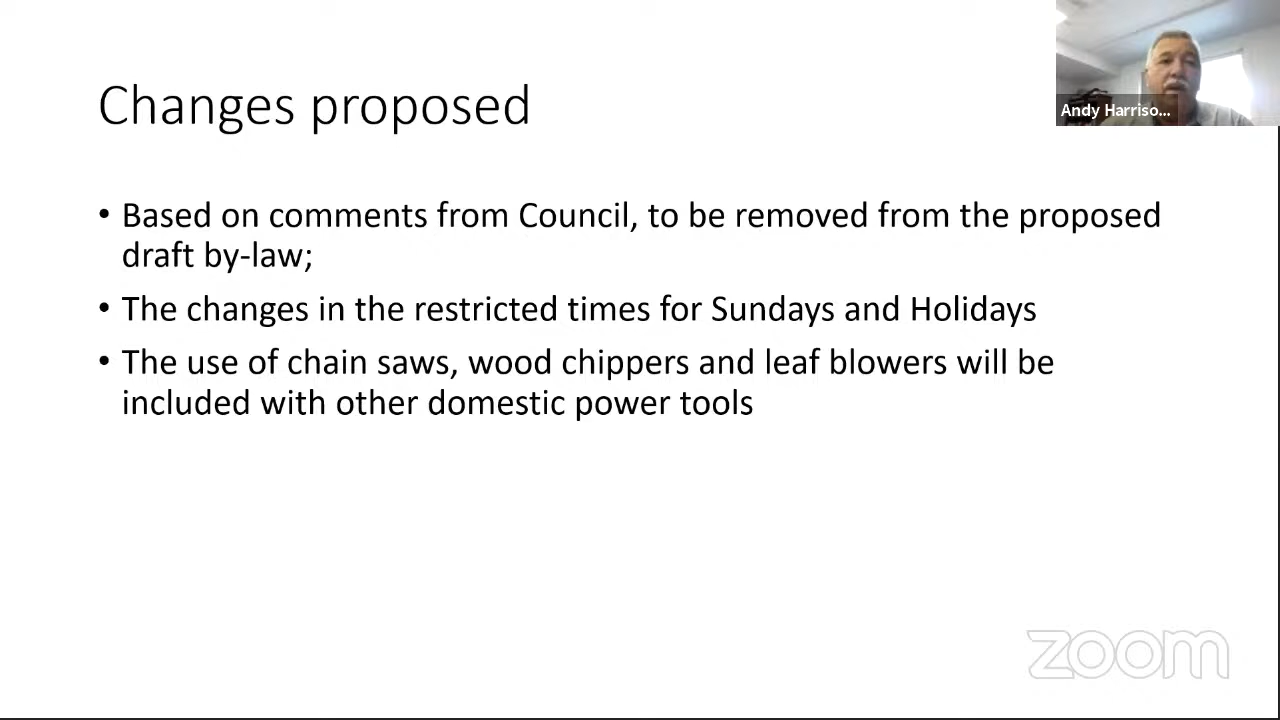 Changes proposed
Andy Harriso...
• Based on comments from Council, to be removed from the proposed
draft by-law;
• The changes in the restricted times for Sundays and Holidays
• The use of chain saws, wood chippers and leaf blowers will be
included with other domestic power tools
zoom